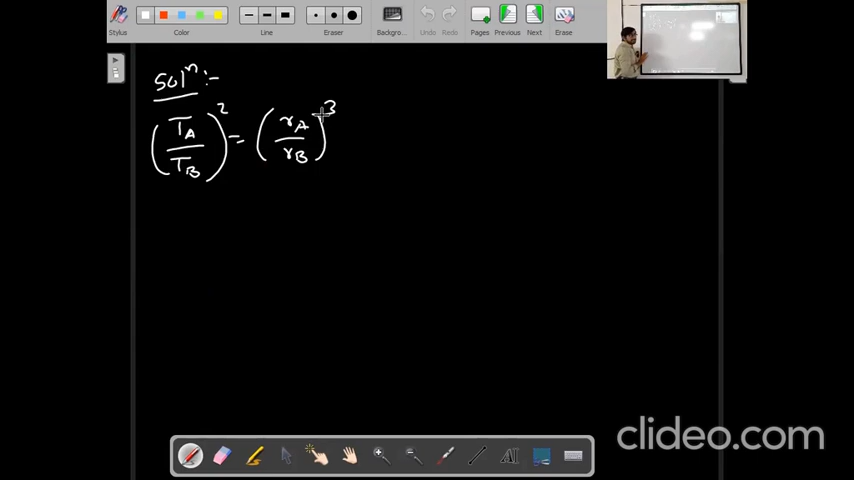 Stylus Color Line Eraser Backgro... Undo Redo Pages Previous Next Erase
Solⁿ :-
(T_A / T_B)² = (r_A / r_B)³
clideo.com